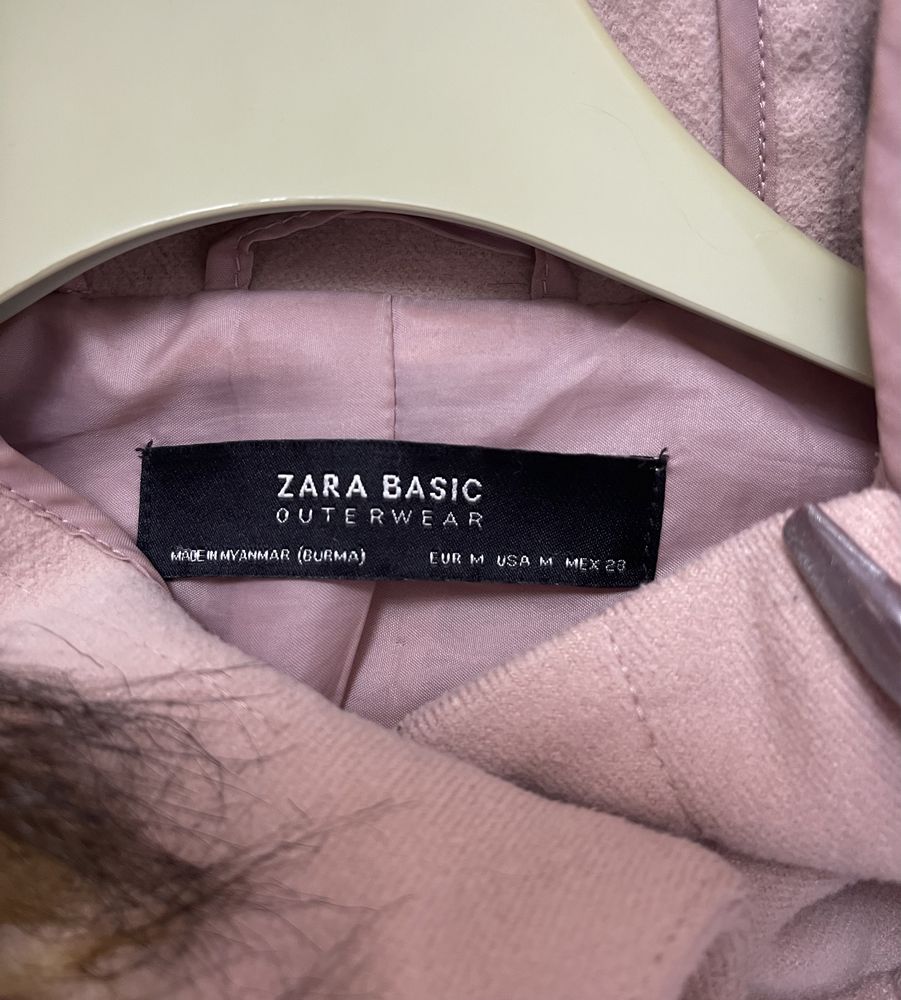 ZARA BASIC
OUTERWEAR
MADE IN MYANMAR (BURMA) EUR M USA M MEX 28